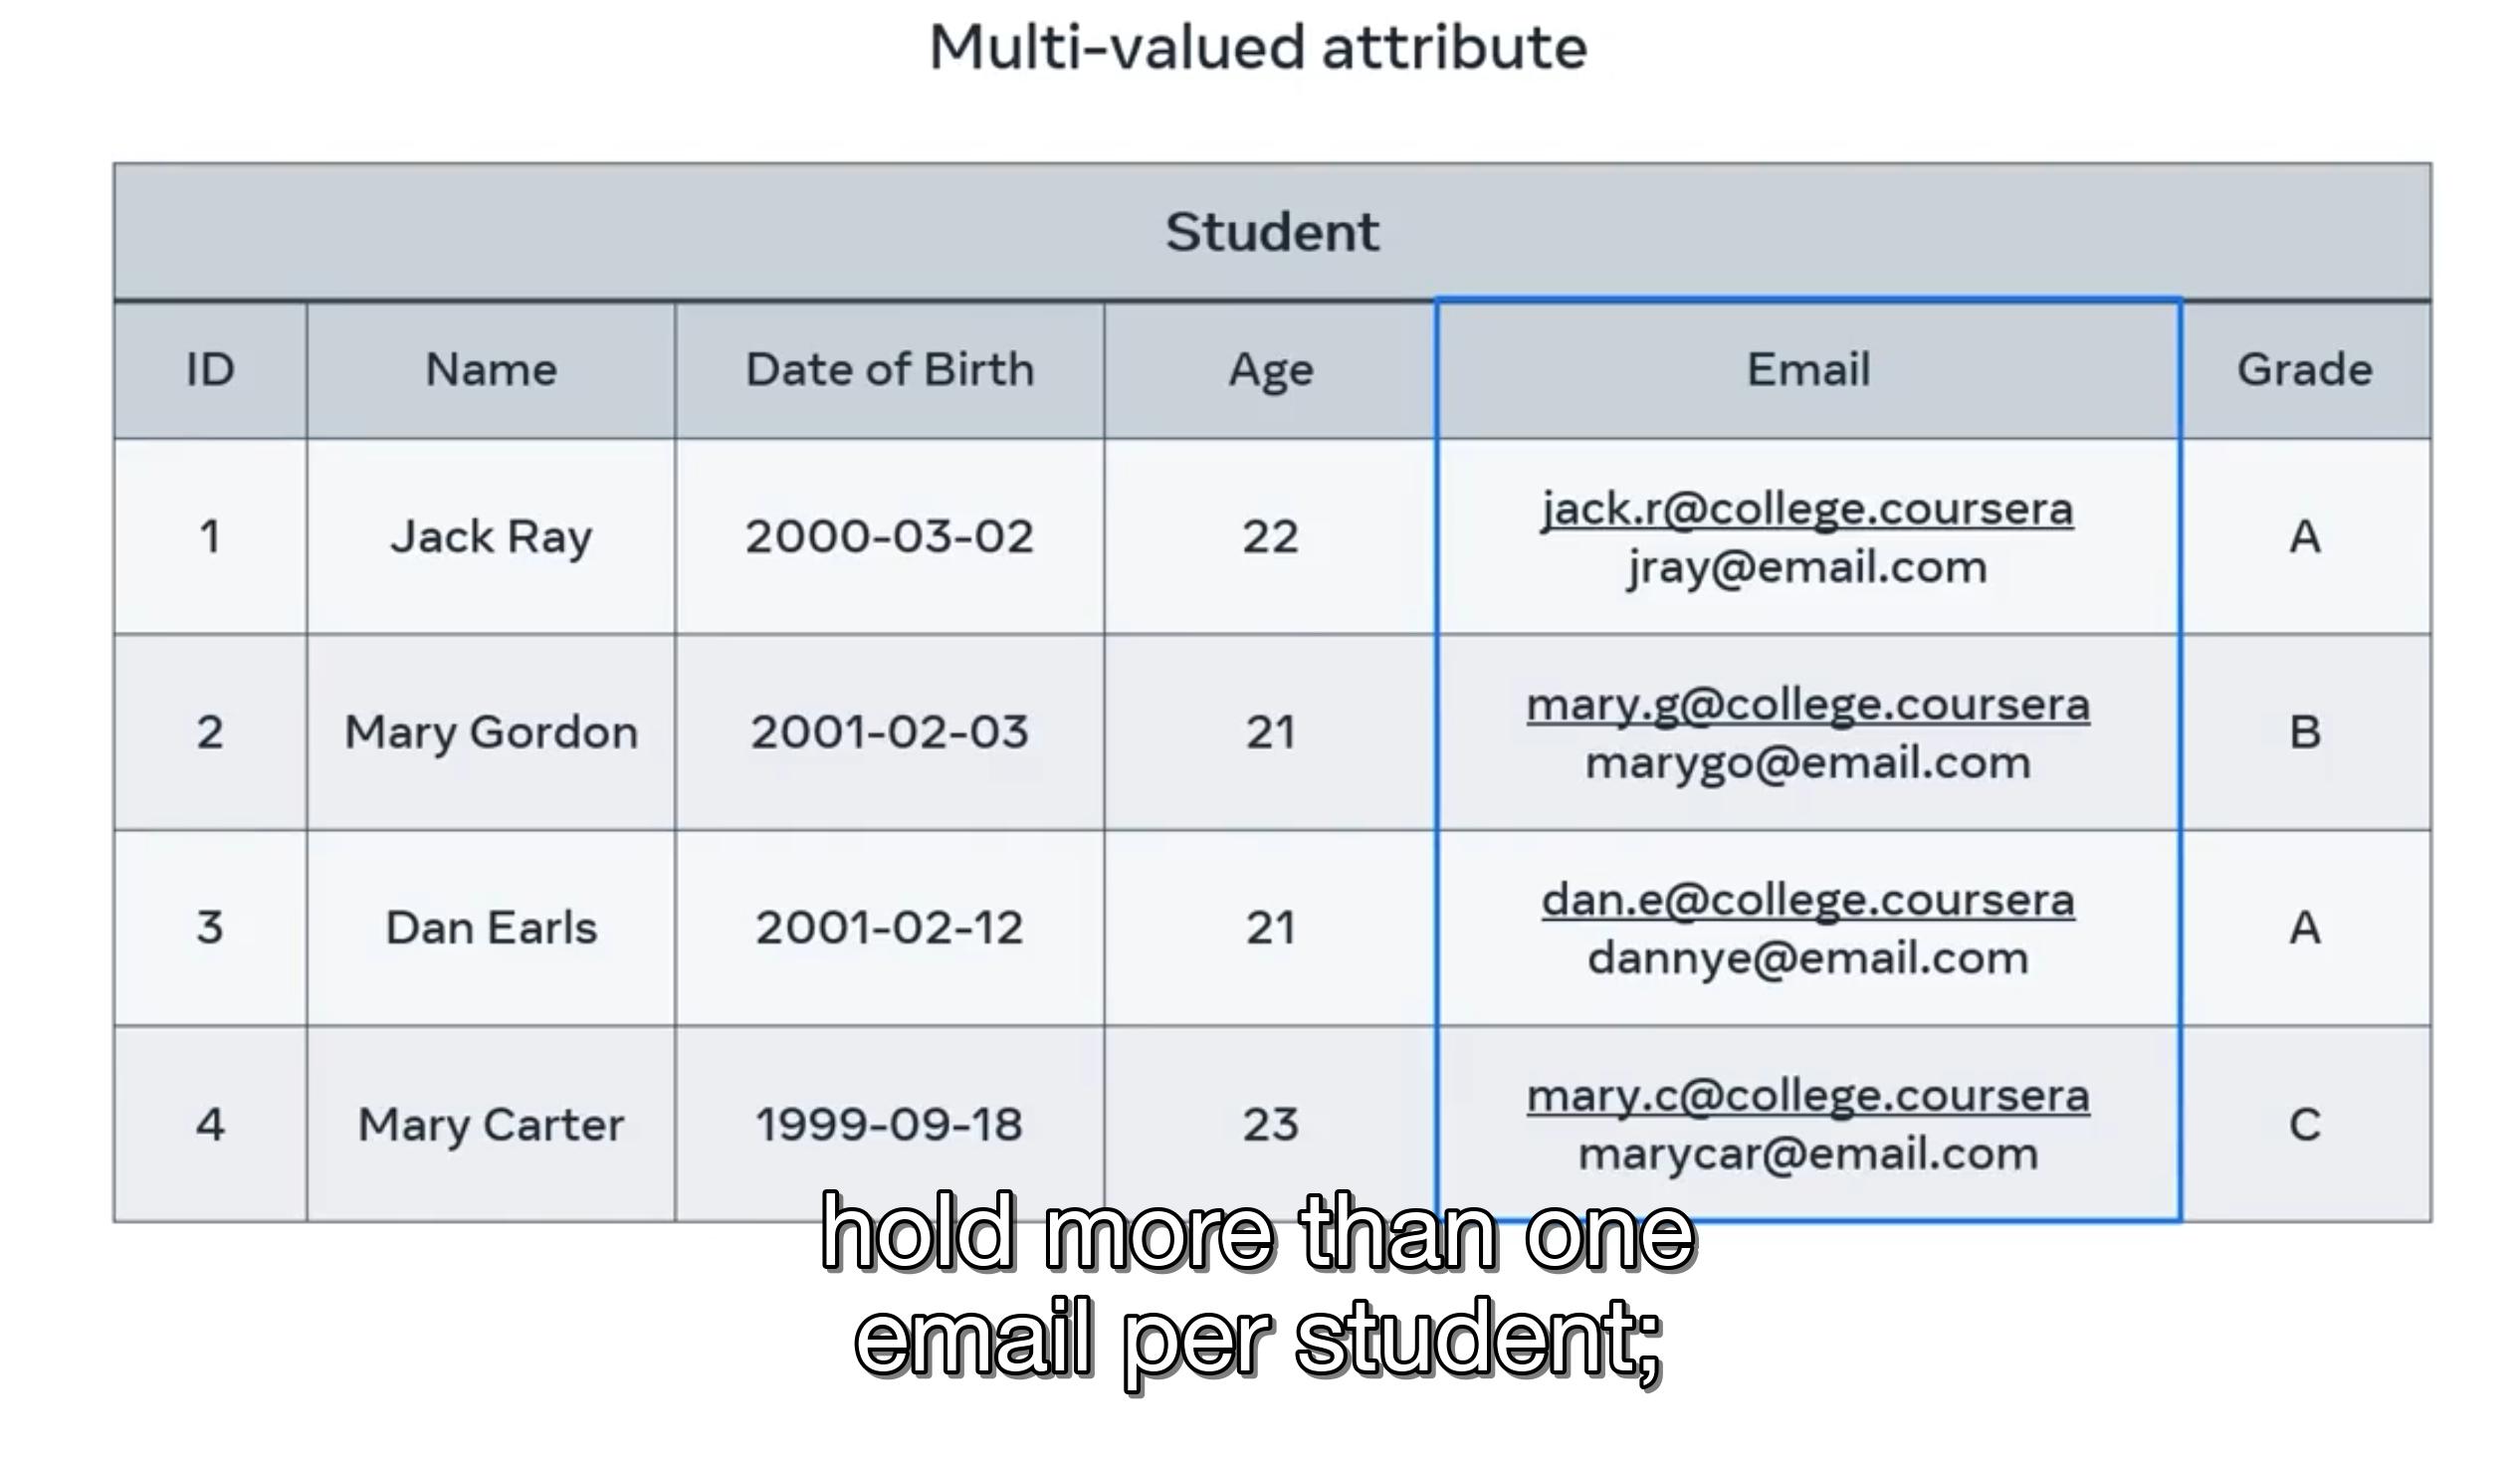 Multi-valued attribute
Student
ID Name Date of Birth Age Email Grade
1 Jack Ray 2000-03-02 22 jack.r@college.coursera jray@email.com A
2 Mary Gordon 2001-02-03 21 mary.g@college.coursera marygo@email.com B
3 Dan Earls 2001-02-12 21 dan.e@college.coursera dannye@email.com A
4 Mary Carter 1999-09-18 23 mary.c@college.coursera marycar@email.com C
hold more than one
email per student;